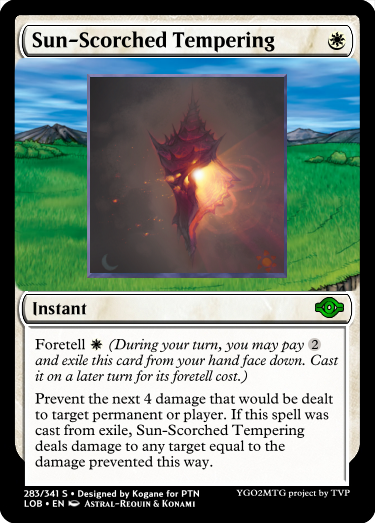 Sun-Scorched Tempering
Instant
Foretell (During your turn, you may pay 2
and exile this card from your hand face down. Cast
it on a later turn for its foretell cost.)
Prevent the next 4 damage that would be dealt
to target permanent or player. If this spell was
cast from exile, Sun-Scorched Tempering
deals damage to any target equal to the
damage prevented this way.
283/341 S • Designed by Kogane for PTN
LOB • EN Astral-Requin & Konami
YGO2MTG project by TVP